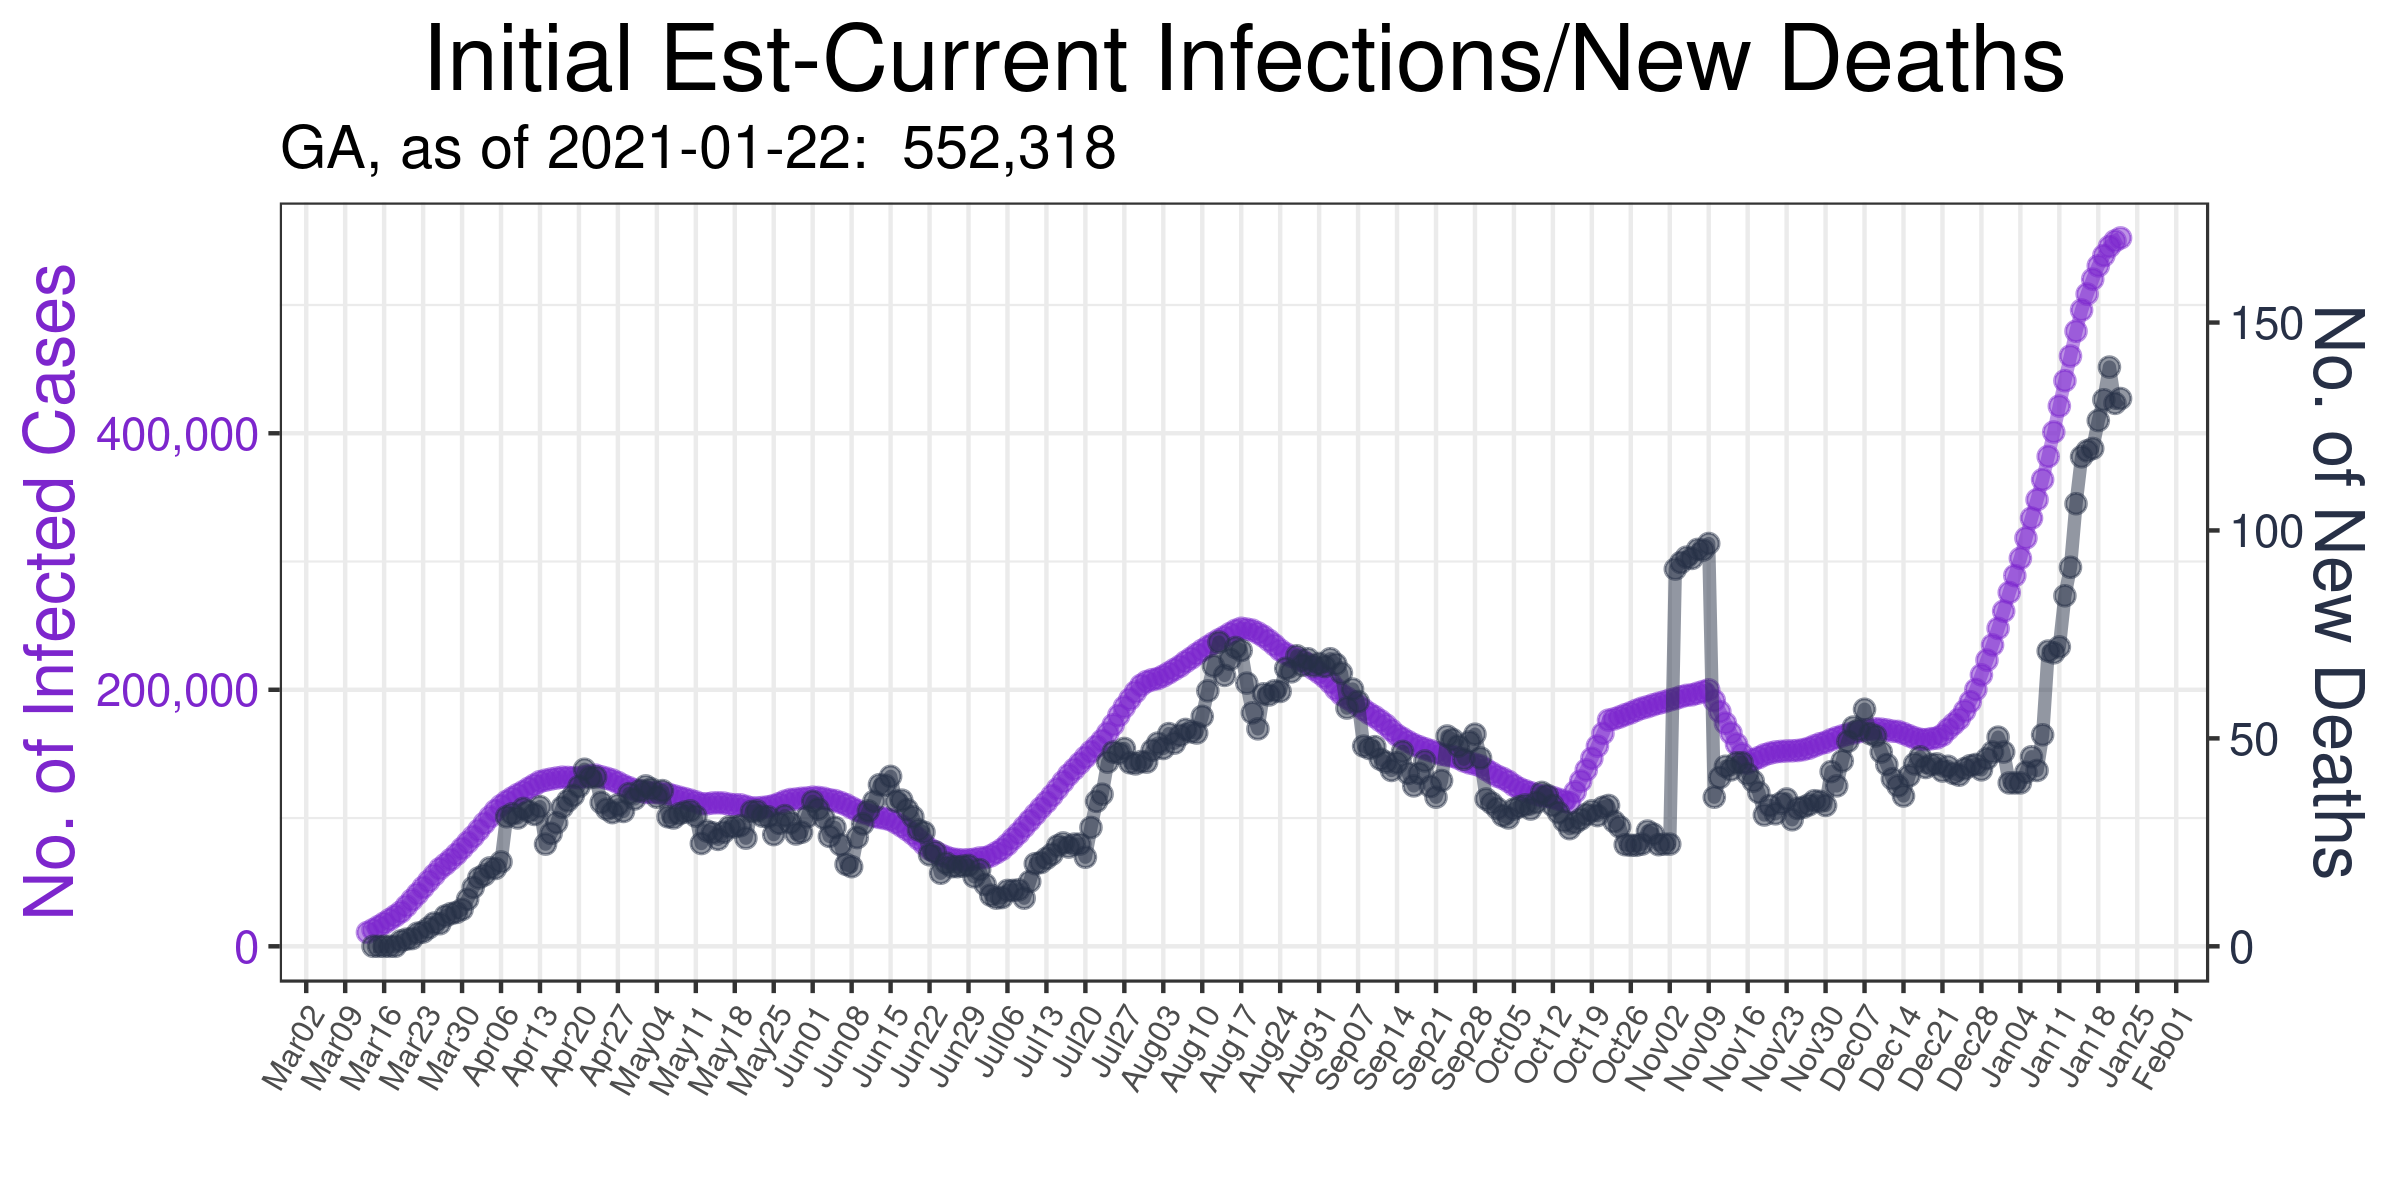 Initial Est-Current Infections/New Deaths
GA, as of 2021-01-22:  552,318
No. of Infected Cases
400,000
200,000
0
No. of New Deaths
150
100
50
0
Mar02
Mar09
Mar16
Mar23
Mar30
Apr06
Apr13
Apr20
Apr27
May04
May11
May18
May25
Jun01
Jun08
Jun15
Jun22
Jun29
Jul06
Jul13
Jul20
Jul27
Aug03
Aug10
Aug17
Aug24
Aug31
Sep07
Sep14
Sep21
Sep28
Oct05
Oct12
Oct19
Oct26
Nov02
Nov09
Nov16
Nov23
Nov30
Dec07
Dec14
Dec21
Dec28
Jan04
Jan11
Jan18
Jan25
Feb01